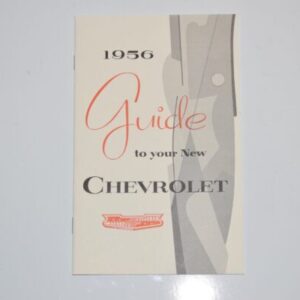 1956
Guide
to your New
CHEVROLET